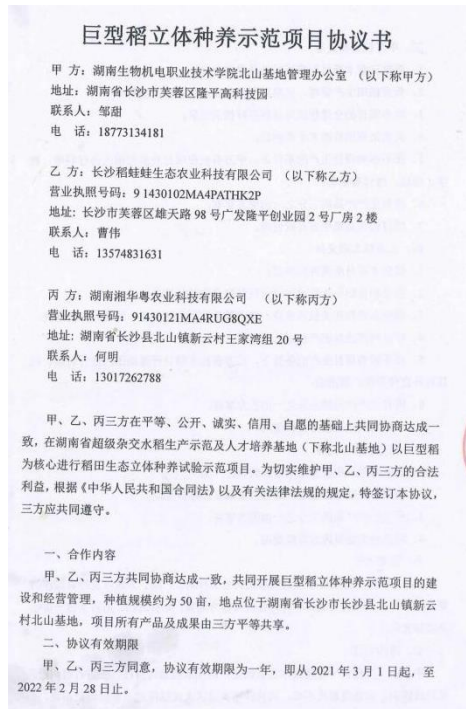 巨型稻立体种养示范项目协议书
甲 方：湖南生物机电职业技术学院北山基地管理办公室 （以下称甲方）
地址：湖南省长沙市芙蓉区隆平高科技园
联系人：邹甜
电 话：18773134181
乙 方：长沙稻蛙蛙生态农业科技有限公司 （以下称乙方）
营业执照号码：9 1430102MA4PATHK2P
地址: 长沙市芙蓉区雄天路 98 号广发隆平创业园 2 号厂房 2 楼
联系人：曹伟
电 话：13574831631
丙 方：湖南湘华粤农业科技有限公司 （以下称丙方）
营业执照号码：91430121MA4RUG8QXE
地址：湖南省长沙县北山镇新云村王家湾组 20 号
联系人：何明
电 话：13017262788
甲、乙、丙三方在平等、公开、诚实、信用、自愿的基础上共同协商达成一
致，在湖南省超级杂交水稻生产示范及人才培养基地（下称北山基地）以巨型稻
为核心进行稻田生态立体种养试验示范项目。为切实维护甲、乙、丙三方的合法
利益，根据《中华人民共和国合同法》以及有关法律法规的规定，特签订本协议，
三方应共同遵守。
一、合作内容
甲、乙、丙三方共同协商达成一致，共同开展巨型稻立体种养示范项目的建
设和经营管理，种植规模约为 50 亩，地点位于湖南省长沙市长沙县北山镇新云
村北山基地，项目所有产品及成果由三方平等共享。
二、协议有效期限
甲、乙、丙三方同意，协议有效期限为一年，即从 2021 年 3 月 1 日起，至
2022 年 2 月 28 日止。